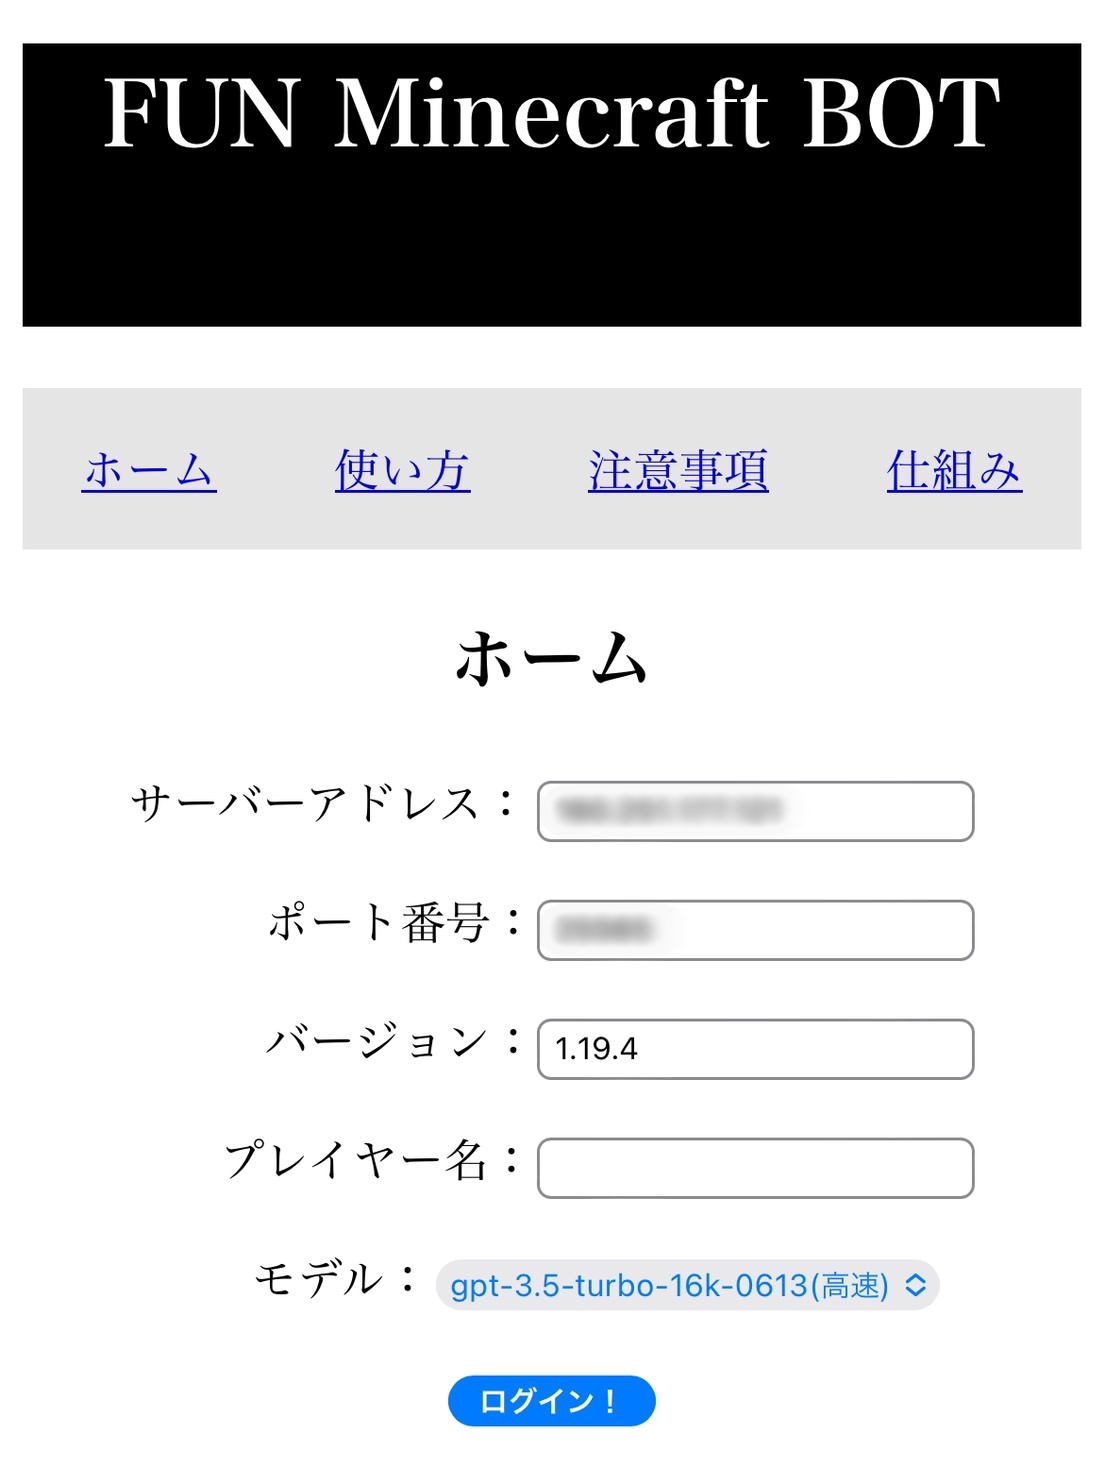 FUN Minecraft BOT
ホーム 使い方 注意事項 仕組み
ホーム
サーバーアドレス：
ポート番号：
バージョン： 1.19.4
プレイヤー名：
モデル： gpt-3.5-turbo-16k-0613(高速)
ログイン！